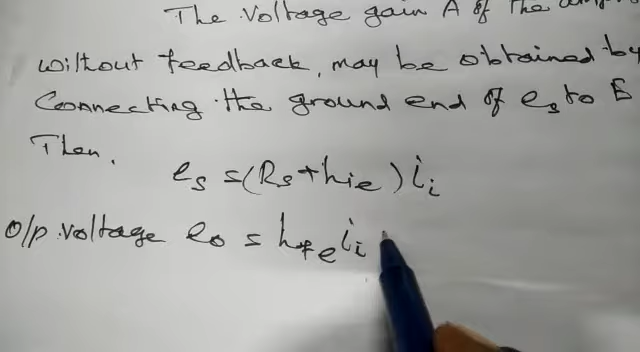 The voltage gain A of the
without feedback, may be obtained by
Connecting the ground end of es to E
Then,
es = (Rs + hie) ii
O/p voltage eo = hfe ii